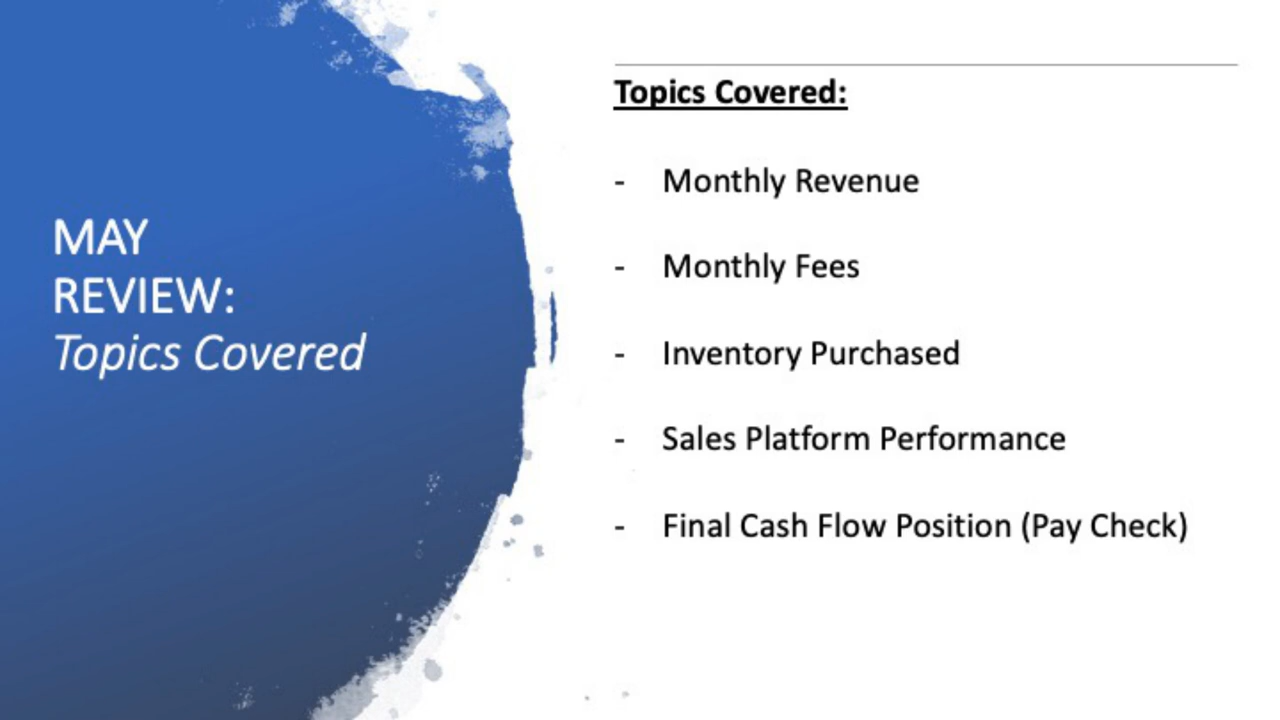 MAY
REVIEW:
Topics Covered
Topics Covered:
- Monthly Revenue
- Monthly Fees
- Inventory Purchased
- Sales Platform Performance
- Final Cash Flow Position (Pay Check)